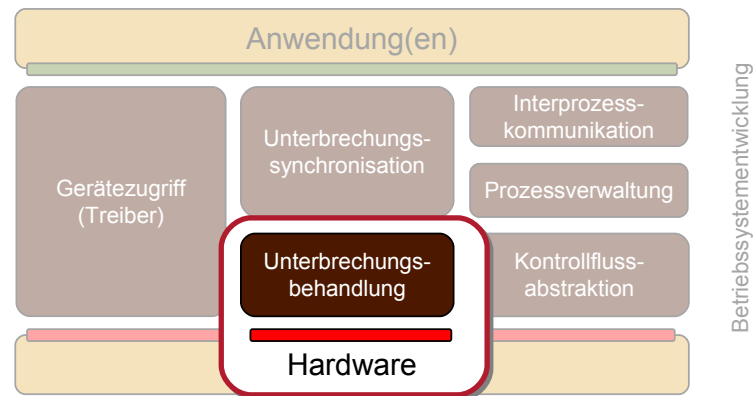 Anwendung(en)
Gerätezugriff
(Treiber)
Unterbrechungs-
synchronisation
Interprozess-
kommunikation
Prozessverwaltung
Unterbrechungs-
behandlung
Kontrollfluss-
abstraktion
Hardware
Betriebssystementwicklung